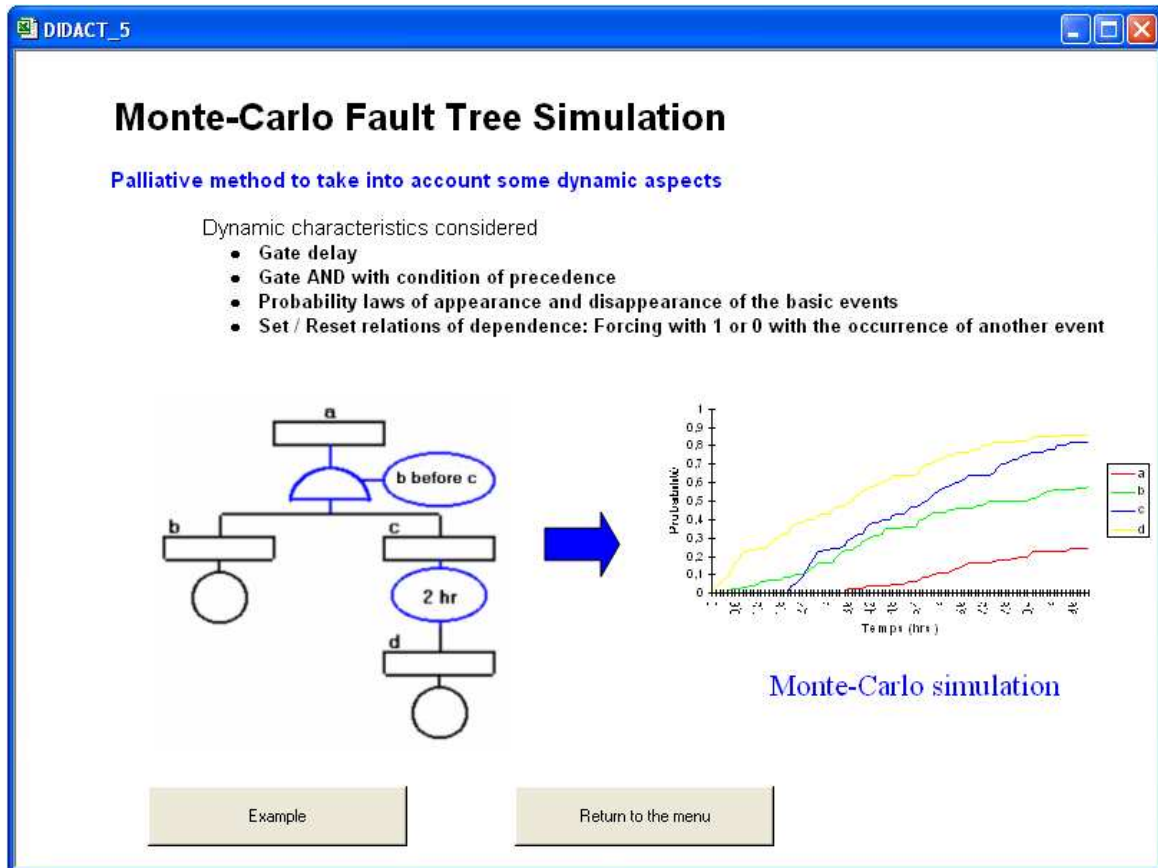 DIDACT_5
Monte-Carlo Fault Tree Simulation
Palliative method to take into account some dynamic aspects
Dynamic characteristics considered
● Gate delay
● Gate AND with condition of precedence
● Probability laws of appearance and disappearance of the basic events
● Set / Reset relations of dependence: Forcing with 1 or 0 with the occurrence of another event
a
b before c
b
c
2 hr
d
1
0,9
0,8
0,7
0,6
0,5
0,4
0,3
0,2
0,1
0
Probabilité
Temps (hrs)
a
b
c
d
Monte-Carlo simulation
Example
Return to the menu